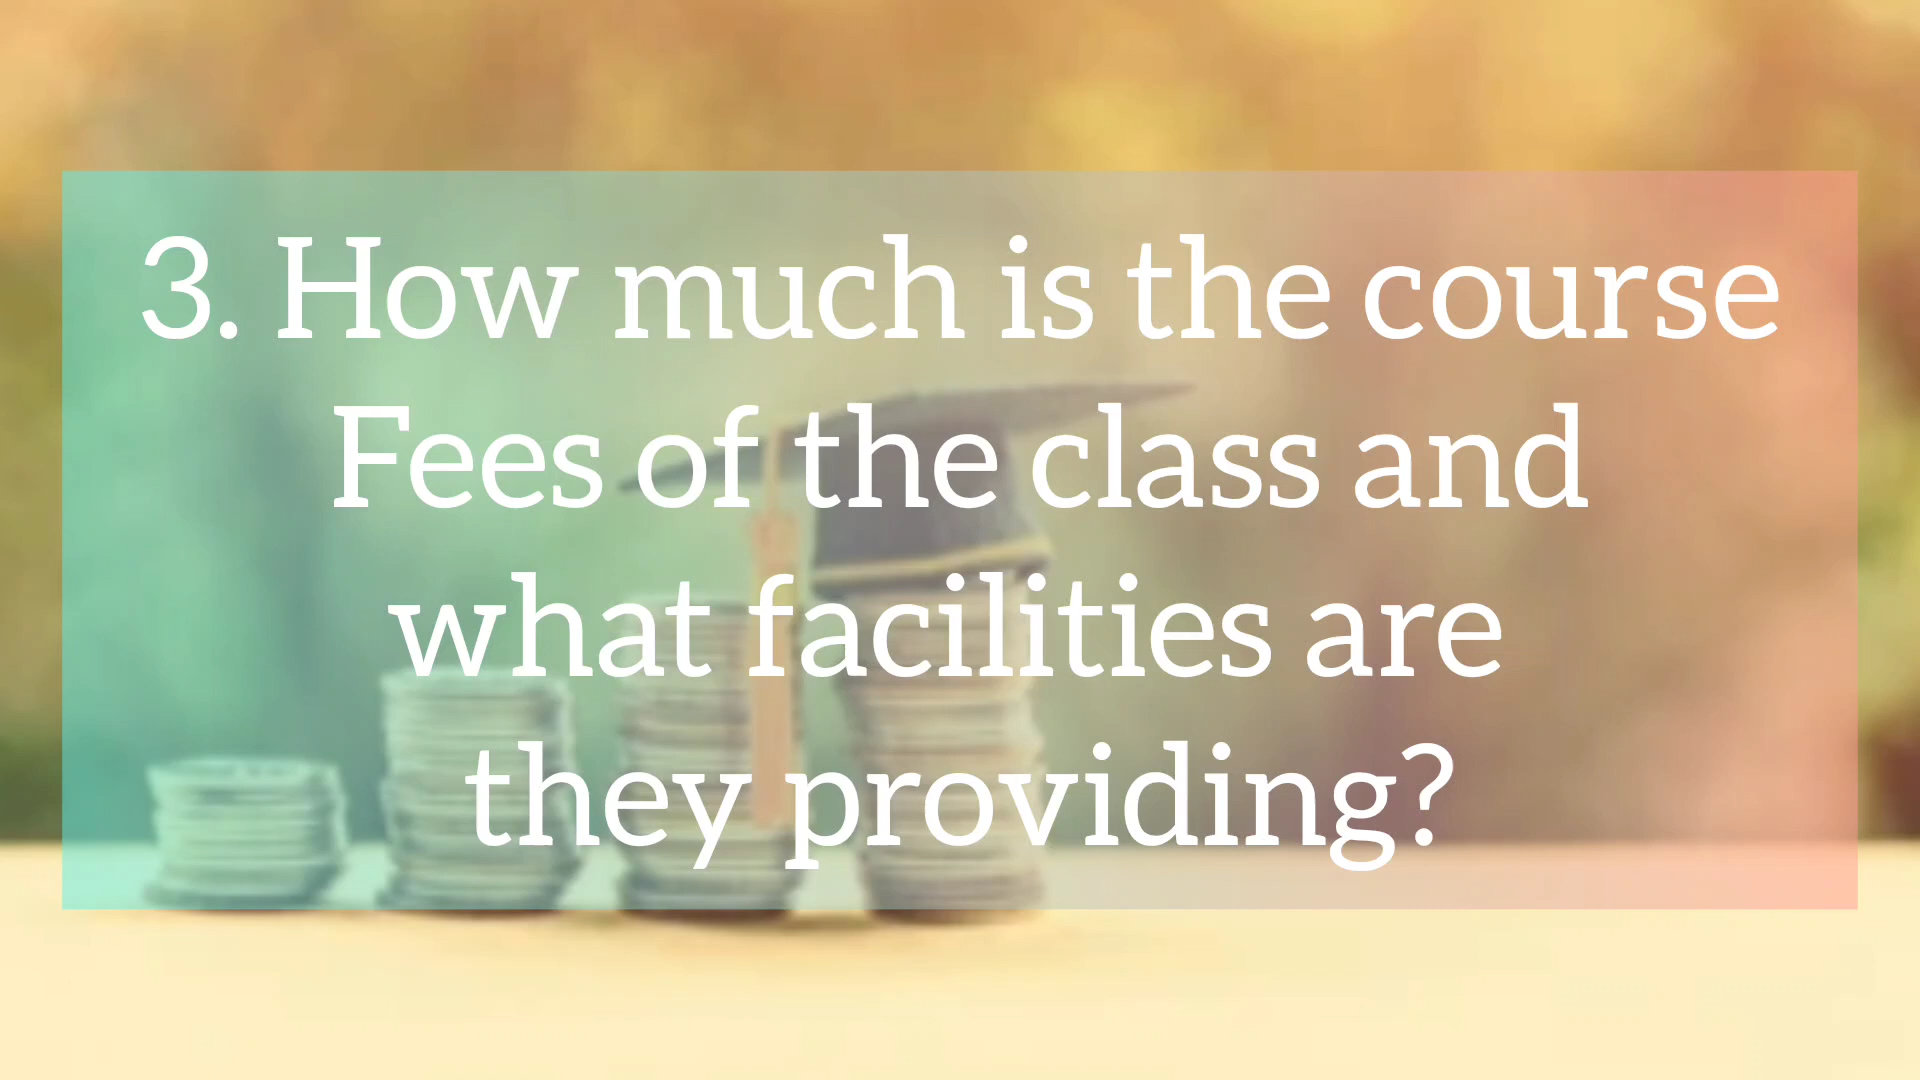 3. How much is the course
Fees of the class and
what facilities are
they providing?